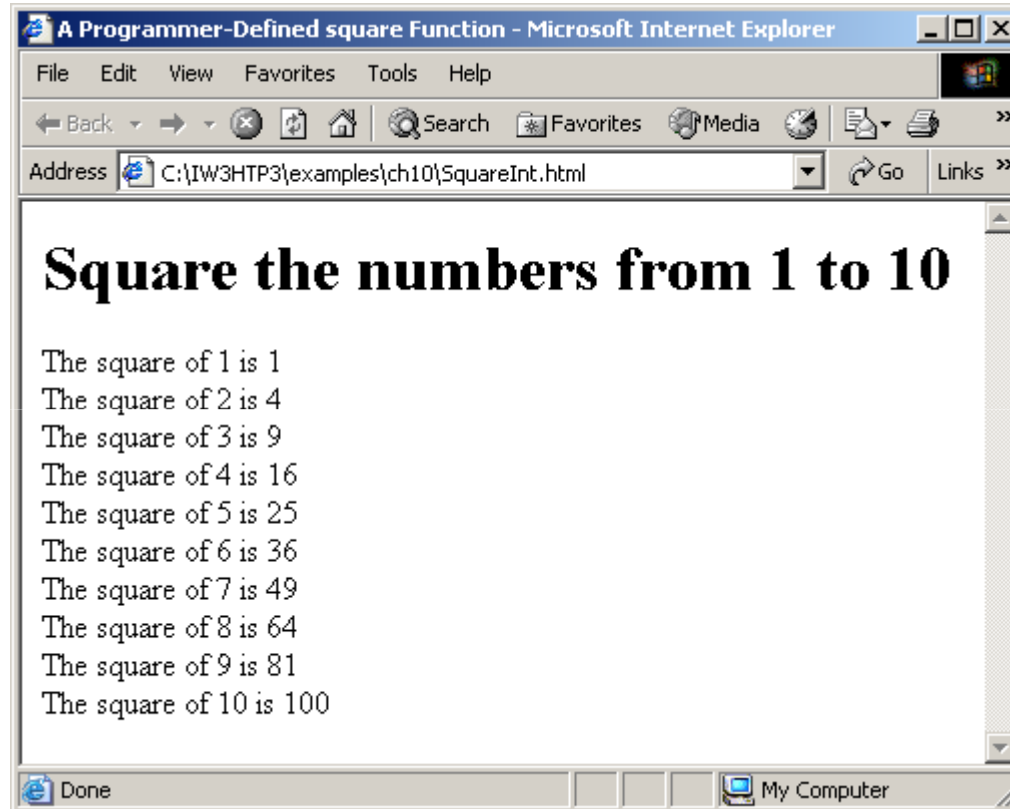 A Programmer-Defined square Function - Microsoft Internet Explorer
File Edit View Favorites Tools Help
Back Search Favorites Media
Address C:\IW3HTP3\examples\ch10\SquareInt.html Go Links
Square the numbers from 1 to 10
The square of 1 is 1
The square of 2 is 4
The square of 3 is 9
The square of 4 is 16
The square of 5 is 25
The square of 6 is 36
The square of 7 is 49
The square of 8 is 64
The square of 9 is 81
The square of 10 is 100
Done My Computer